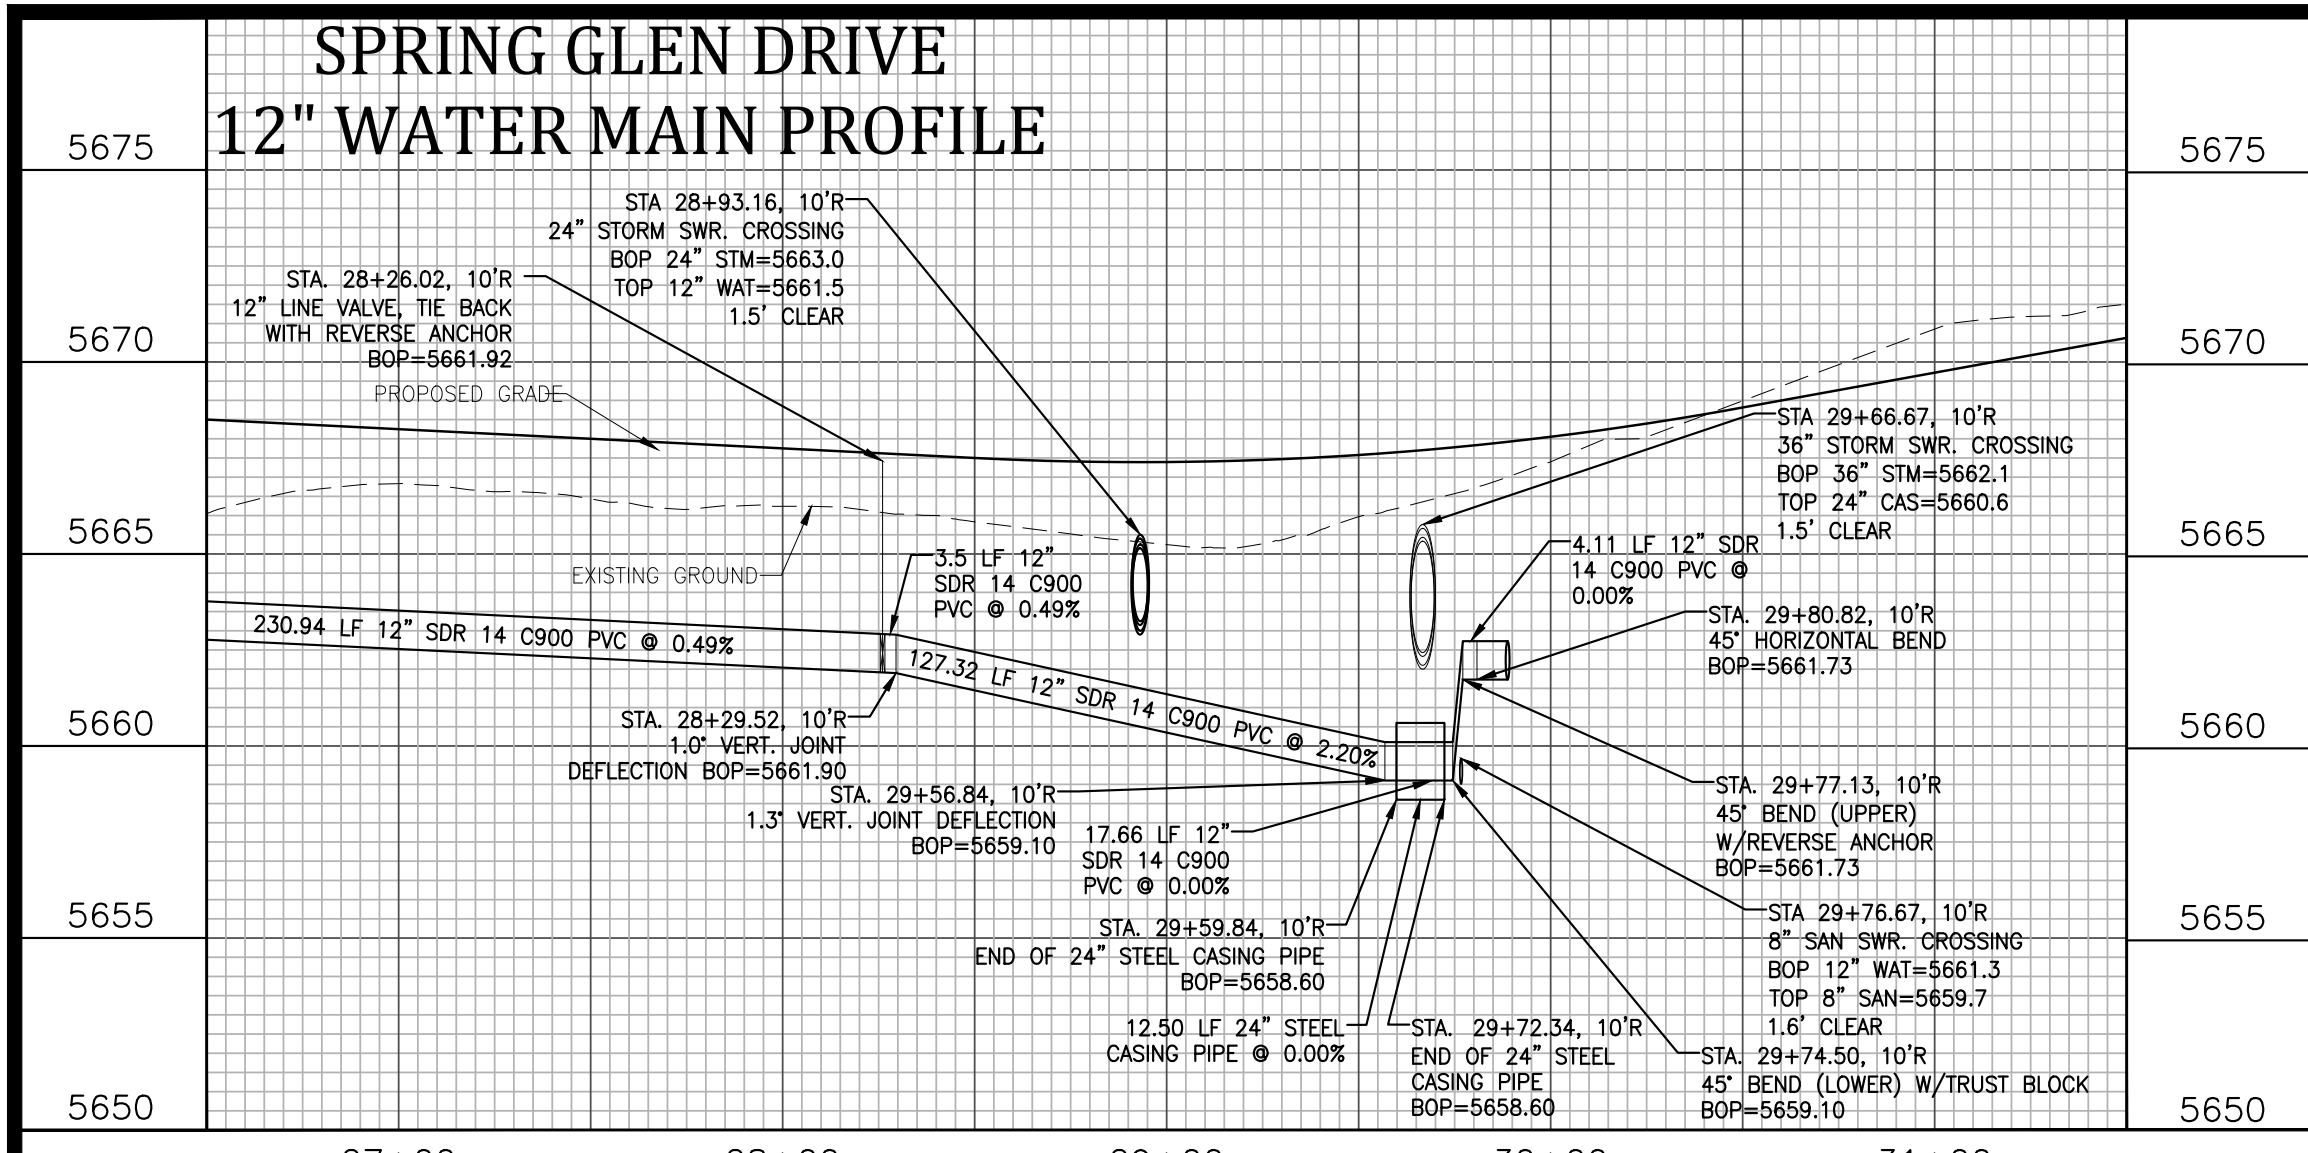 SPRING GLEN DRIVE
12" WATER MAIN PROFILE
5675
5670
5665
5660
5655
5650
5675
5670
5665
5660
5655
5650
STA 28+93.16, 10'R
24" STORM SWR. CROSSING
BOP 24" STM=5663.0
TOP 12" WAT=5661.5
1.5' CLEAR
STA. 28+26.02, 10'R
12" LINE VALVE, TIE BACK
WITH REVERSE ANCHOR
BOP=5661.92
PROPOSED GRADE
EXISTING GROUND
3.5 LF 12"
SDR 14 C900
PVC @ 0.49%
230.94 LF 12" SDR 14 C900 PVC @ 0.49%
127.32 LF 12" SDR 14 C900 PVC @ 2.20%
STA. 28+29.52, 10'R
1.0° VERT. JOINT
DEFLECTION BOP=5661.90
STA. 29+56.84, 10'R
1.3° VERT. JOINT DEFLECTION
BOP=5659.10
17.66 LF 12"
SDR 14 C900
PVC @ 0.00%
STA. 29+59.84, 10'R
END OF 24" STEEL CASING PIPE
BOP=5658.60
12.50 LF 24" STEEL
CASING PIPE @ 0.00%
STA. 29+72.34, 10'R
END OF 24" STEEL
CASING PIPE
BOP=5658.60
STA 29+66.67, 10'R
36" STORM SWR. CROSSING
BOP 36" STM=5662.1
TOP 24" CAS=5660.6
1.5' CLEAR
4.11 LF 12" SDR
14 C900 PVC @
0.00%
STA. 29+80.82, 10'R
45° HORIZONTAL BEND
BOP=5661.73
STA. 29+77.13, 10'R
45° BEND (UPPER)
W/REVERSE ANCHOR
BOP=5661.73
STA 29+76.67, 10'R
8" SAN SWR. CROSSING
BOP 12" WAT=5661.3
TOP 8" SAN=5659.7
1.6' CLEAR
STA. 29+74.50, 10'R
45° BEND (LOWER) W/TRUST BLOCK
BOP=5659.10